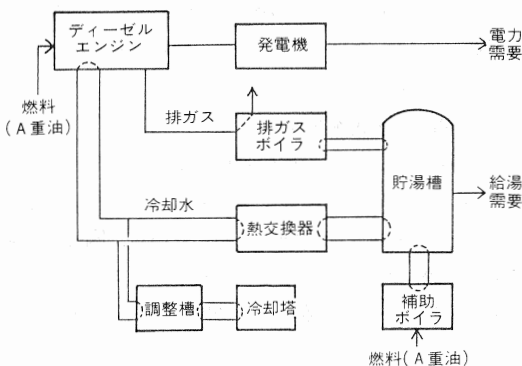 ディーゼル
エンジン
発電機
電力
需要
燃料
(A重油)
排ガス
排ガス
ボイラ
貯湯槽
給湯
需要
冷却水
熱交換器
調整槽
冷却塔
補助
ボイラ
燃料(A重油)